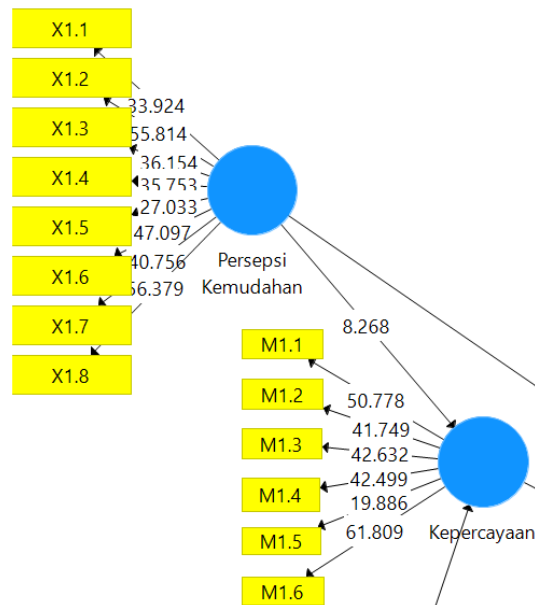 X1.1
X1.2
X1.3
X1.4
X1.5
X1.6
X1.7
X1.8
33.924
55.814
36.154
35.753
27.033
47.097
40.756
56.379
Persepsi
Kemudahan
8.268
M1.1
M1.2
M1.3
M1.4
M1.5
M1.6
50.778
41.749
42.632
42.499
19.886
61.809
Kepercayaan